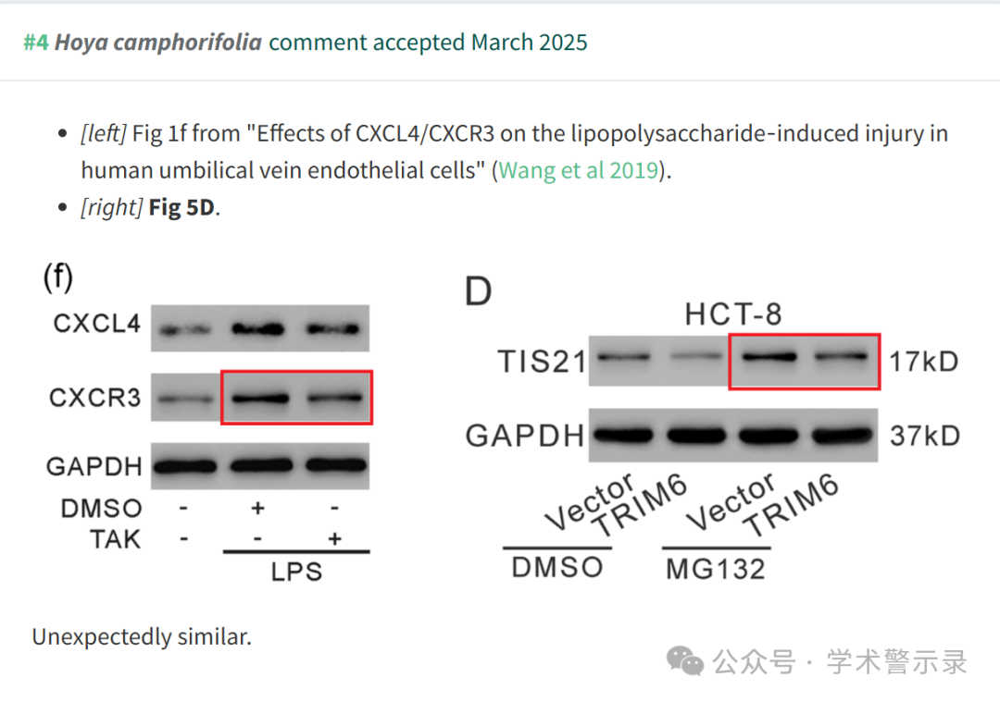 #4 Hoya camphorifolia comment accepted March 2025
• [left] Fig 1f from "Effects of CXCL4/CXCR3 on the lipopolysaccharide-induced injury in
human umbilical vein endothelial cells" (Wang et al 2019).
• [right] Fig 5D.
(f)
CXCL4
CXCR3
GAPDH
DMSO - + -
TAK - - +
LPS
D
HCT-8
TIS21 17kD
GAPDH 37kD
Vector TRIM6 Vector TRIM6
DMSO MG132
Unexpectedly similar.
公众号 · 学术警示录